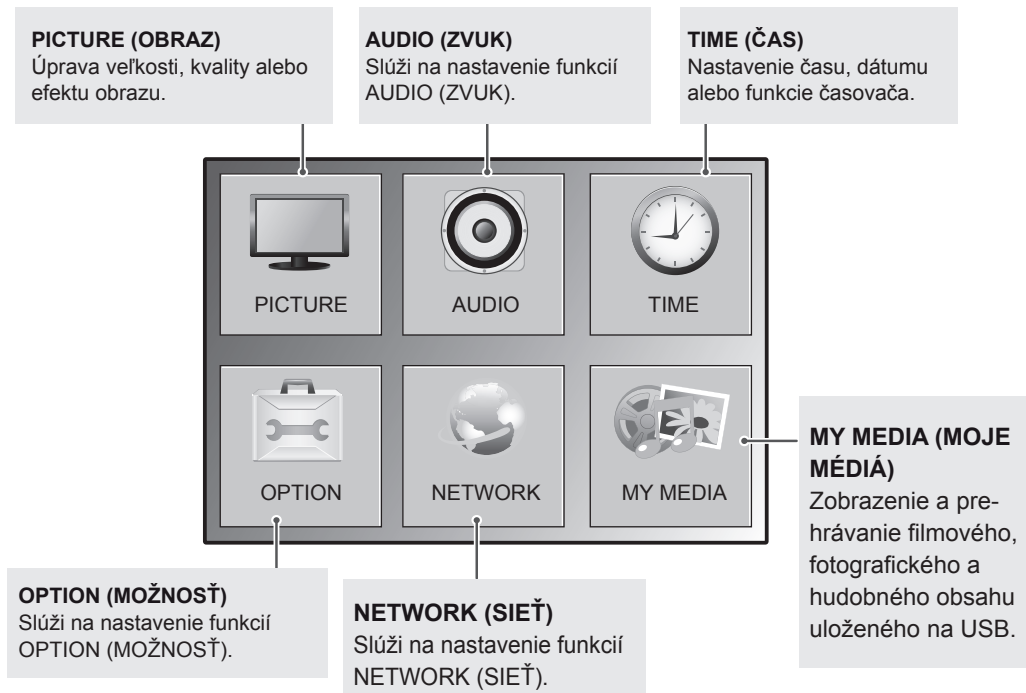 PICTURE (OBRAZ)
Úprava veľkosti, kvality alebo
efektu obrazu.
AUDIO (ZVUK)
Slúži na nastavenie funkcií
AUDIO (ZVUK).
TIME (ČAS)
Nastavenie času, dátumu
alebo funkcie časovača.
PICTURE
AUDIO
TIME
OPTION
NETWORK
MY MEDIA
MY MEDIA (MOJE
MÉDIÁ)
Zobrazenie a pre-
hrávanie filmového,
fotografického a
hudobného obsahu
uloženého na USB.
OPTION (MOŽNOSŤ)
Slúži na nastavenie funkcií
OPTION (MOŽNOSŤ).
NETWORK (SIEŤ)
Slúži na nastavenie funkcií
NETWORK (SIEŤ).